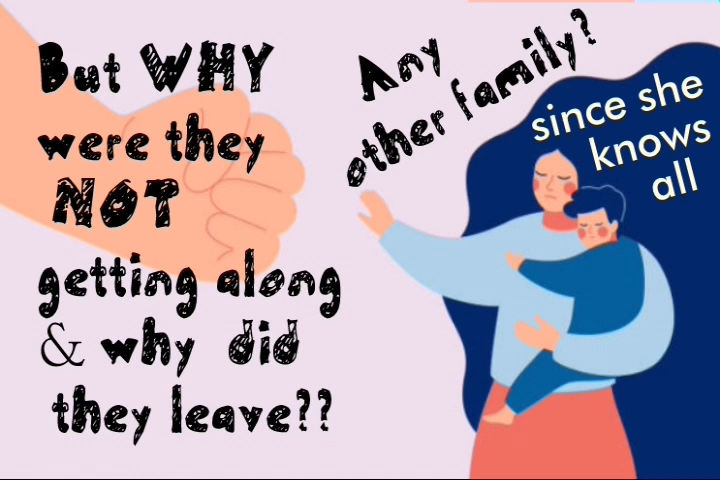 But WHY
were they
NOT
getting along
& why did
they leave??
Any
other family?
since she
knows
all